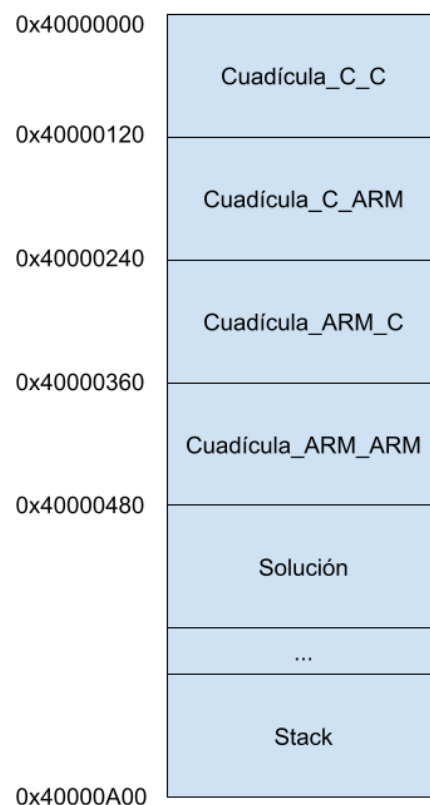 0x40000000
Cuadícula_C_C
0x40000120
Cuadícula_C_ARM
0x40000240
Cuadícula_ARM_C
0x40000360
Cuadícula_ARM_ARM
0x40000480
Solución
...
Stack
0x40000A00